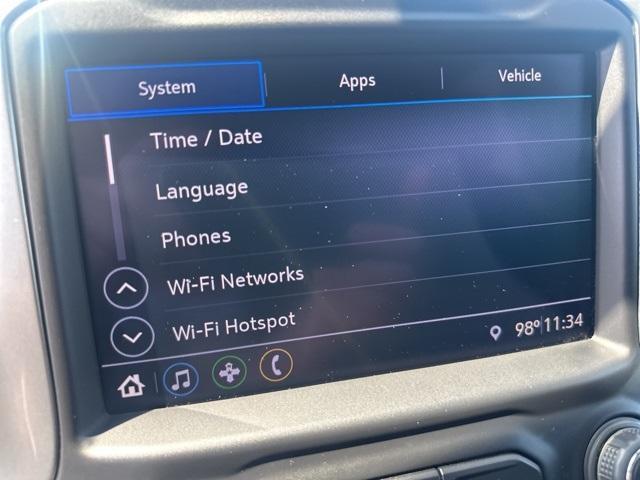 System Apps Vehicle
Time / Date
Language
Phones
Wi-Fi Networks
Wi-Fi Hotspot
98° 11:34